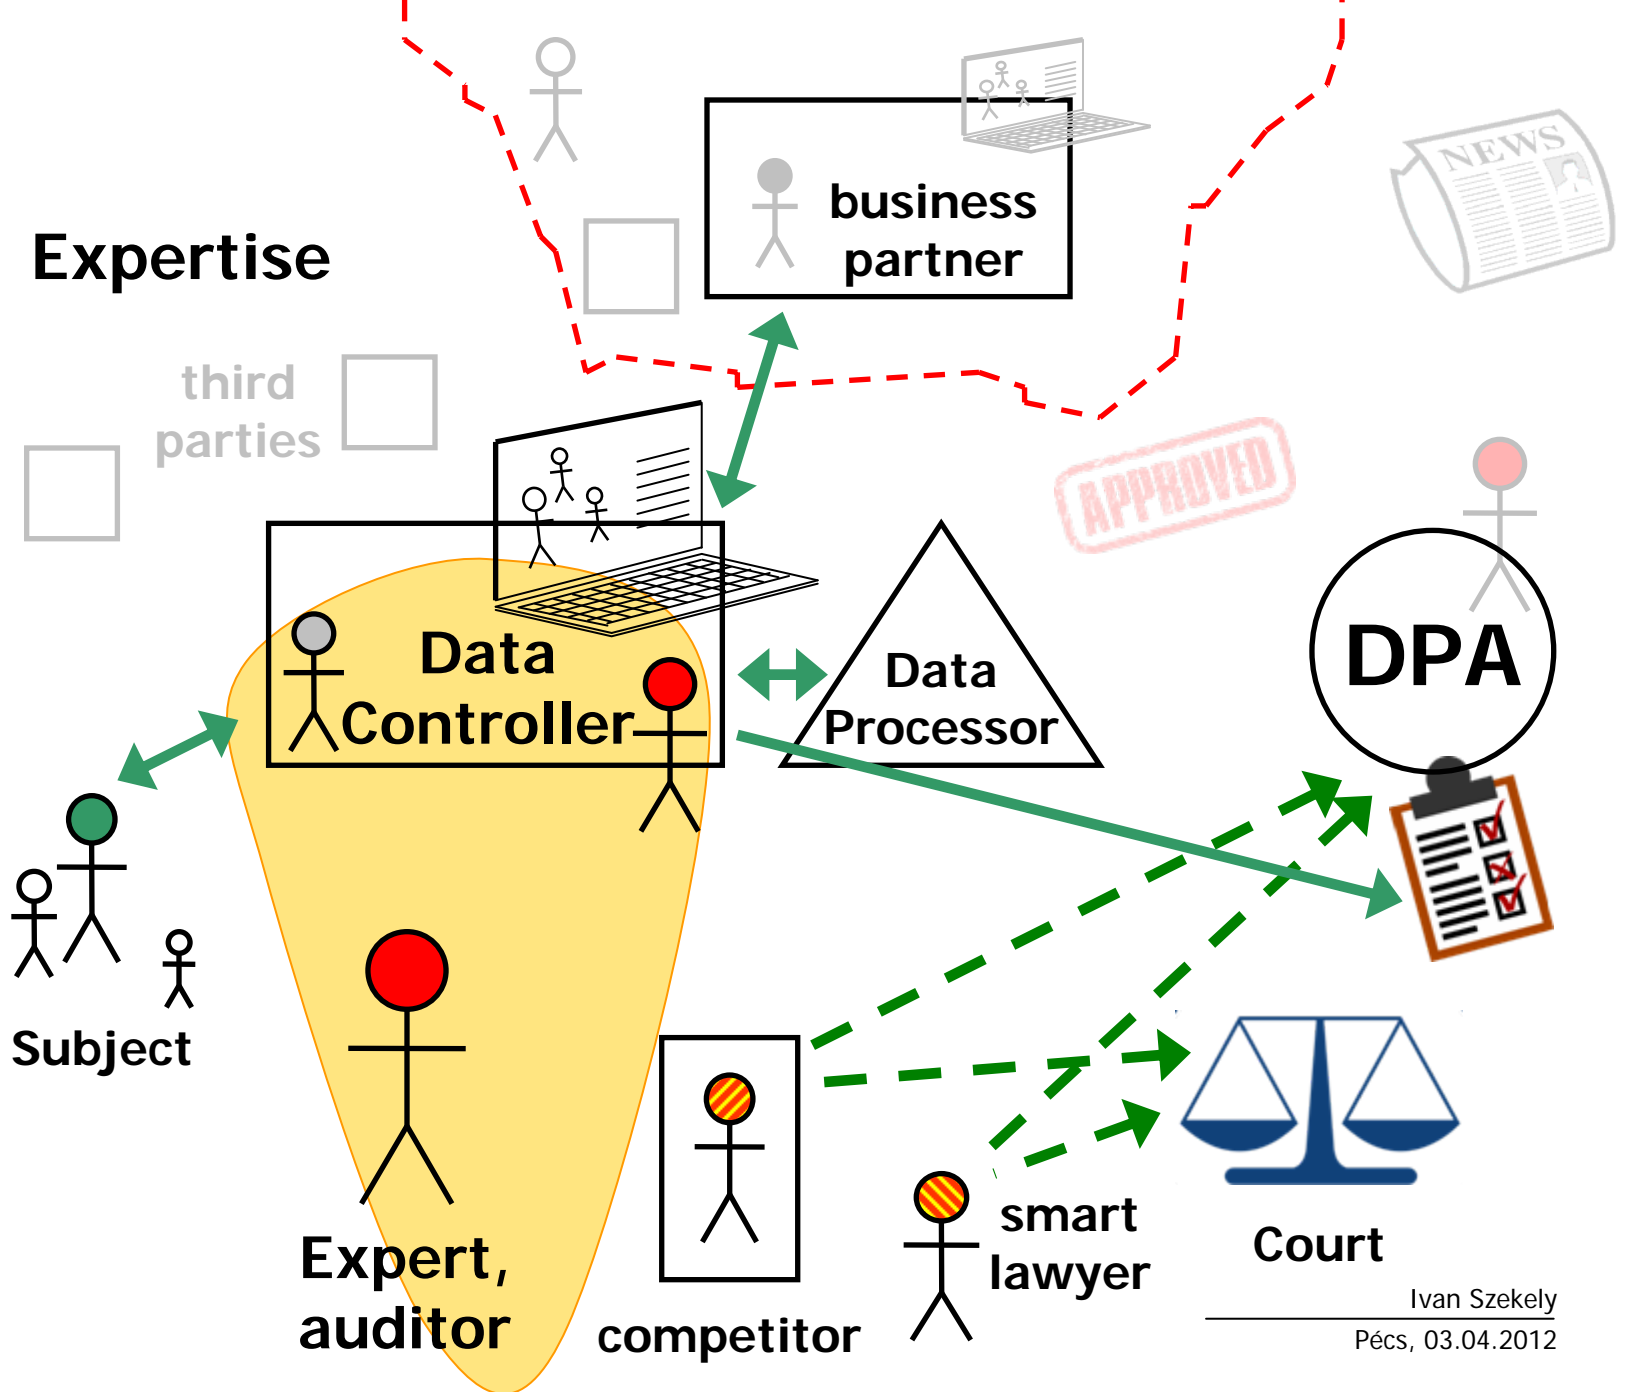 NEWS
business
partner
Expertise
third
parties
APPROVED
Data
Controller
Data
Processor
DPA
Subject
Expert,
auditor
competitor
smart
lawyer
Court
Ivan Szekely
Pécs, 03.04.2012